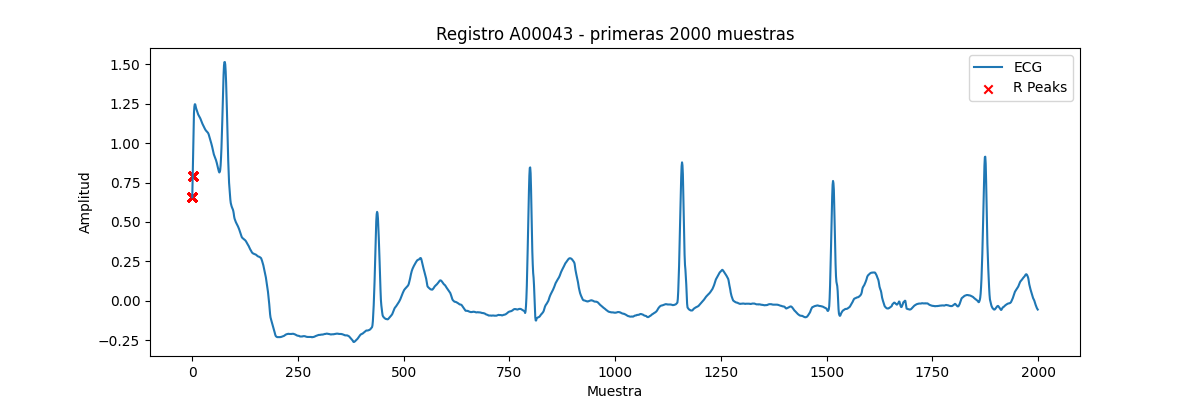 Registro A00043 - primeras 2000 muestras
ECG
R Peaks
Amplitud
1.50
1.25
1.00
0.75
0.50
0.25
0.00
−0.25
0 250 500 750 1000 1250 1500 1750 2000
Muestra